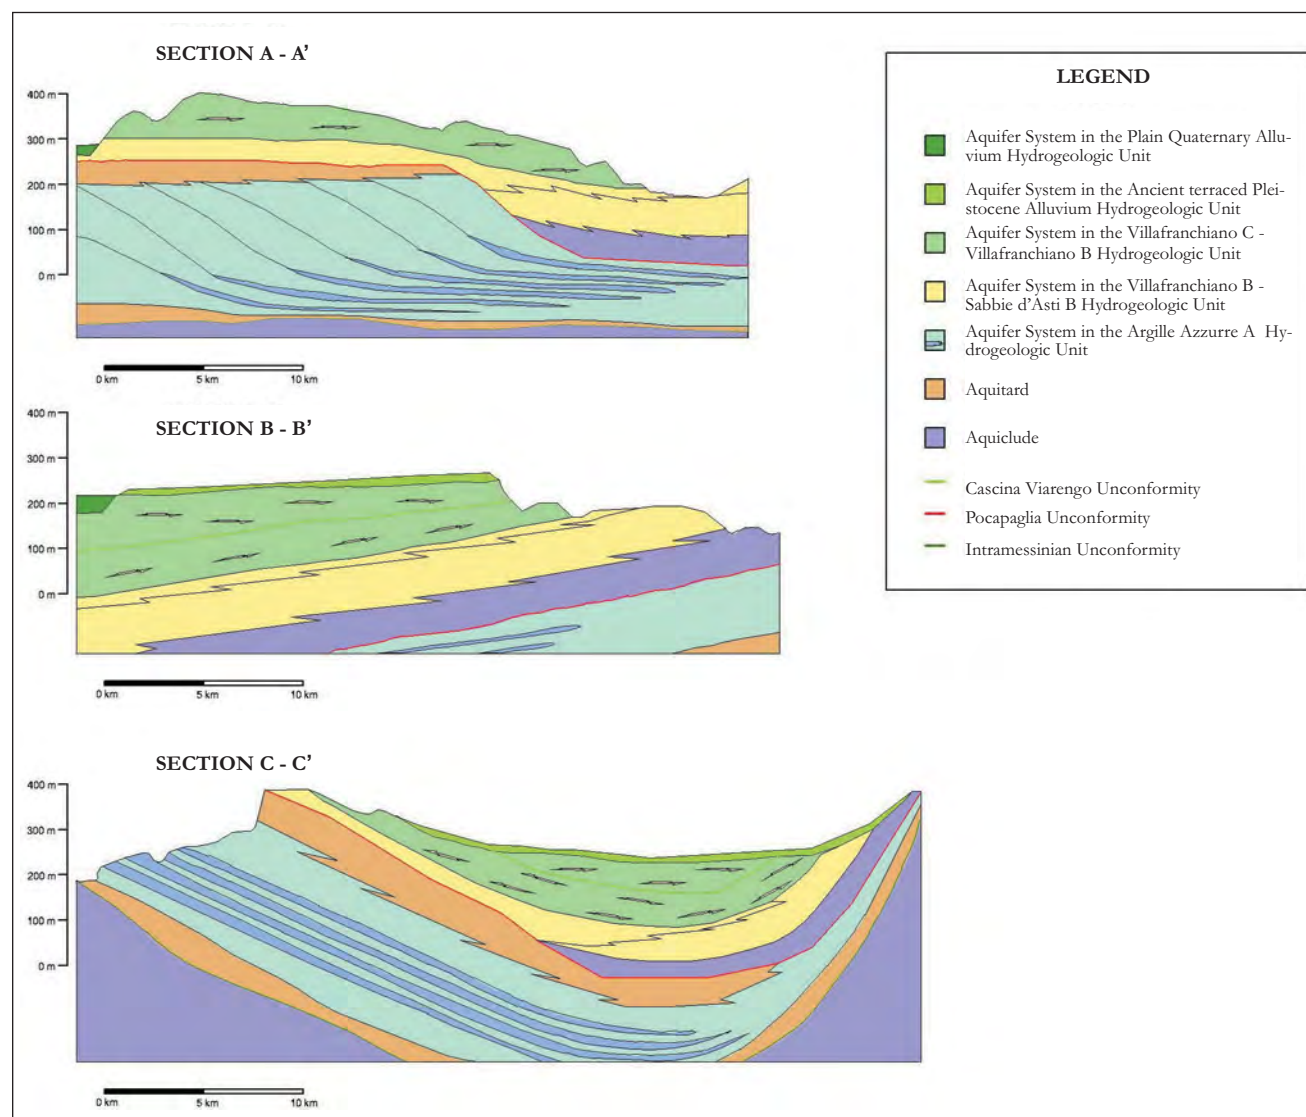 SECTION A - A'
400 m
300 m
200 m
100 m
0 m
0 km 5 km 10 km
SECTION B - B'
400 m
300 m
200 m
100 m
0 m
0 km 5 km 10 km
SECTION C - C'
400 m
300 m
200 m
100 m
0 m
0 km 5 km 10 km
LEGEND
Aquifer System in the Plain Quaternary Allu-
vium Hydrogeologic Unit
Aquifer System in the Ancient terraced Plei-
stocene Alluvium Hydrogeologic Unit
Aquifer System in the Villafranchiano C -
Villafranchiano B Hydrogeologic Unit
Aquifer System in the Villafranchiano B -
Sabbie d'Asti B Hydrogeologic Unit
Aquifer System in the Argille Azzurre A Hy-
drogeologic Unit
Aquitard
Aquiclude
Cascina Viarengo Unconformity
Pocapaglia Unconformity
Intramessinian Unconformity